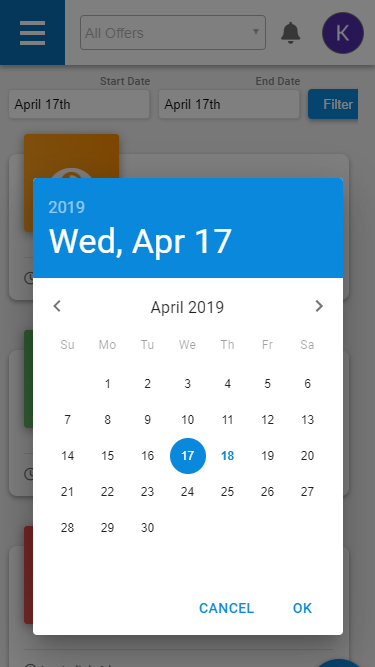 All Offers
K
Start Date
End Date
April 17th
April 17th
Filter
2019
Wed, Apr 17
April 2019
Su Mo Tu We Th Fr Sa
1 2 3 4 5 6
7 8 9 10 11 12 13
14 15 16 17 18 19 20
21 22 23 24 25 26 27
28 29 30
CANCEL
OK